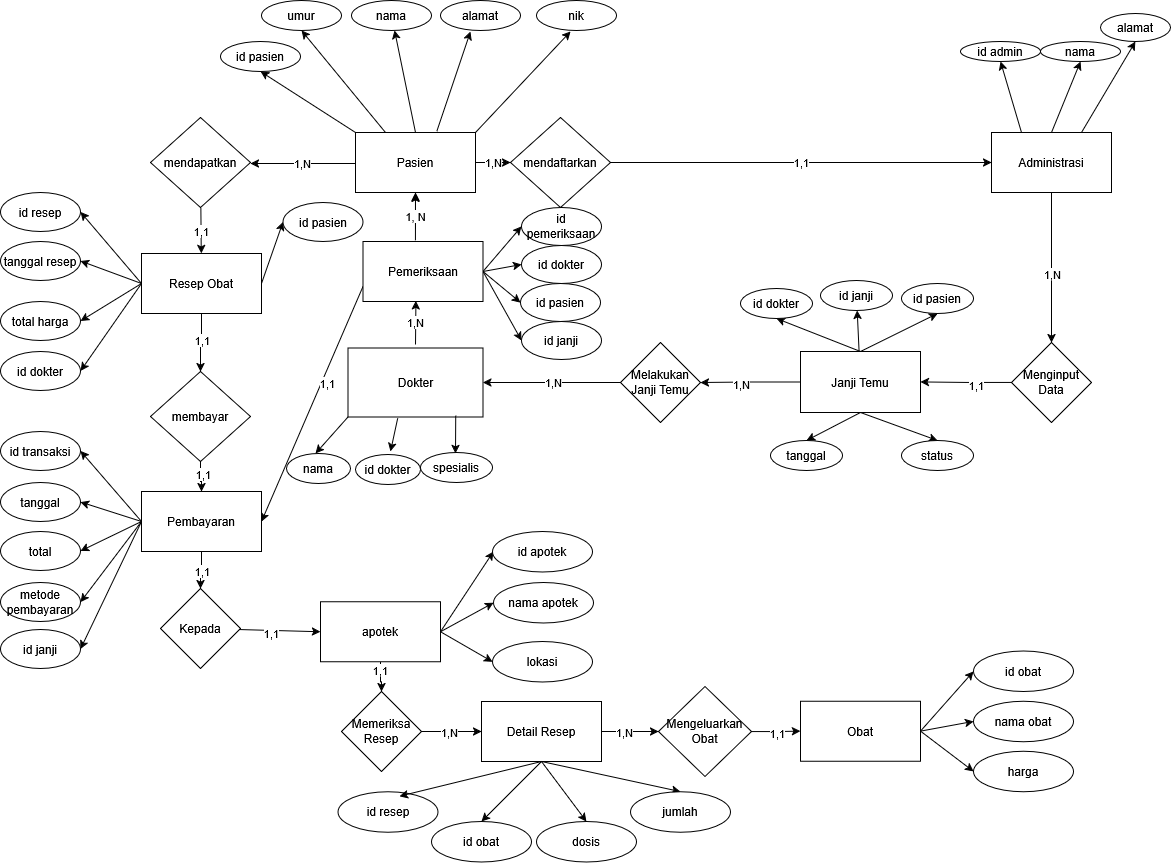 umur
nama
alamat
nik
alamat
id pasien
id admin
nama
mendapatkan
1,N
Pasien
1,N
mendaftarkan
1,1
Administrasi
id resep
1,1
id pasien
1, N
id
pemeriksaan
tanggal resep
Resep Obat
Pemeriksaan
id dokter
id pasien
id janji
total harga
id dokter
1,1
1,N
1,1
1,N
id dokter
id janji
id pasien
Dokter
1,N
Melakukan
Janji Temu
1,N
Janji Temu
1,1
Menginput
Data
membayar
nama
id dokter
spesialis
tanggal
status
id transaksi
tanggal
total
metode
pembayaran
id janji
1,1
Pembayaran
1,1
Kepada
1,1
apotek
id apotek
nama apotek
lokasi
1,1
Memeriksa
Resep
1,N
Detail Resep
1,N
Mengeluarkan
Obat
1,1
Obat
id obat
nama obat
harga
id resep
id obat
dosis
jumlah